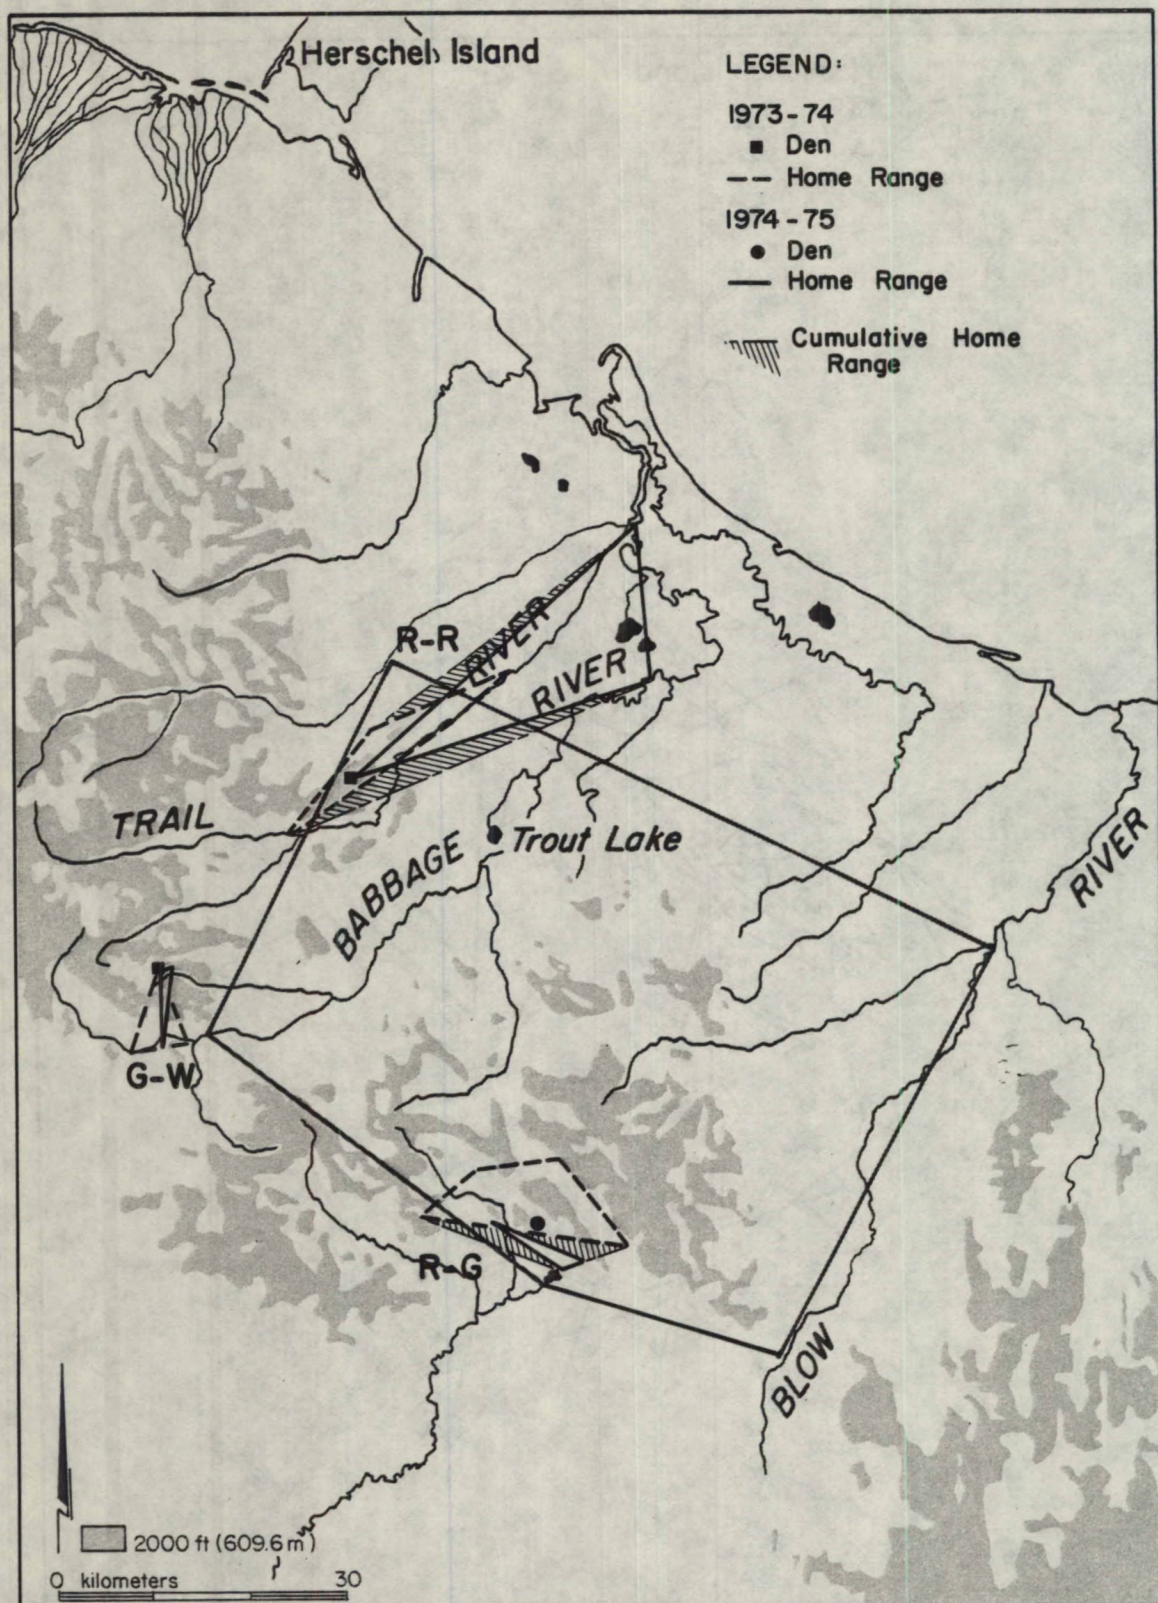 Herschel Island
LEGEND:
1973-74
Den
Home Range
1974-75
Den
Home Range
Cumulative Home
Range
R-R
RIVER
RIVER
TRAIL
BABBAGE
Trout Lake
RIVER
G-W
R-G
BLOW
2000 ft (609.6 m)
0 kilometers 30